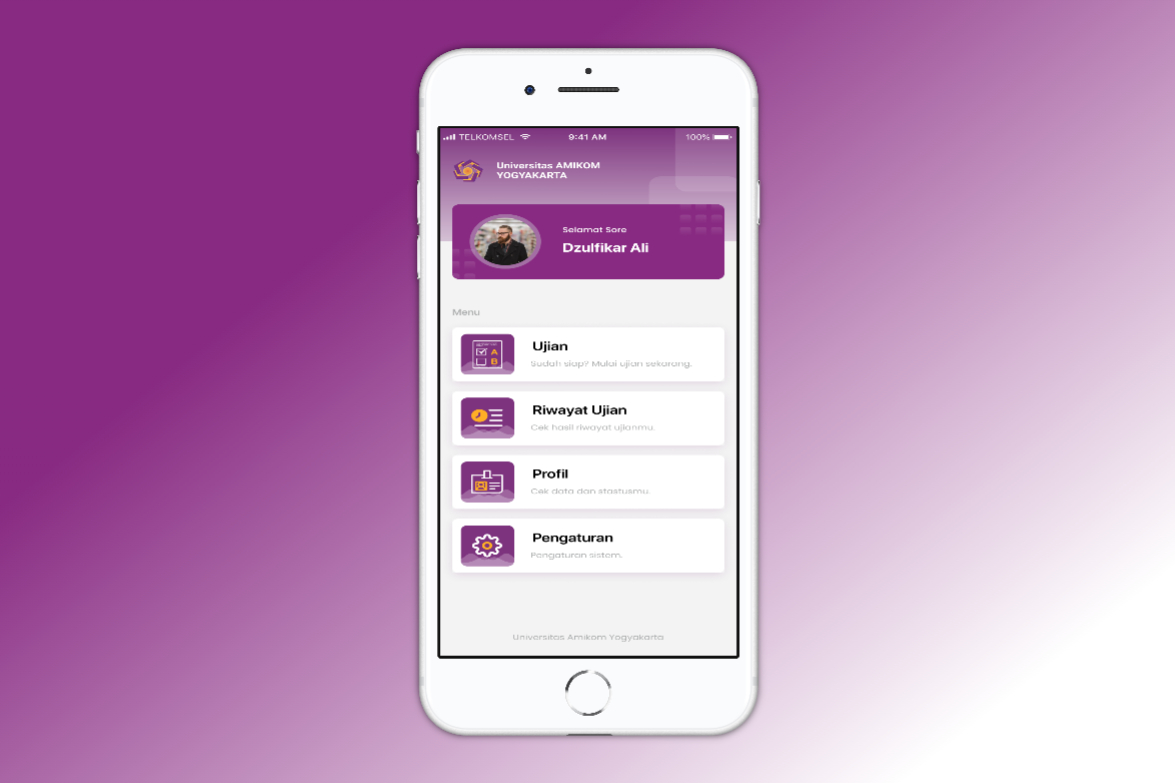 TELKOMSEL
9:41 AM
100%
Universitas AMIKOM
YOGYAKARTA
Selamat Sore
Dzulfikar Ali
Menu
A
B
Ujian
Sudah siap? Mulai ujian sekarang.
Riwayat Ujian
Cek hasil riwayat ujianmu.
Profil
Cek data dan stastusmu.
Pengaturan
Pengaturan sistem.
Universitas Amikom Yogyakarta